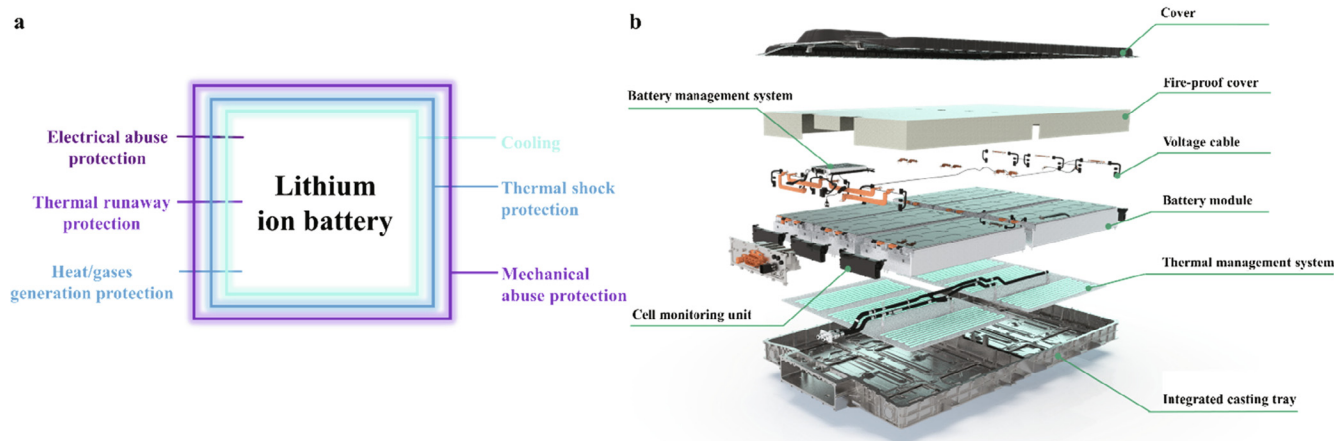 a
Electrical abuse
protection
Thermal runaway
protection
Heat/gases
generation protection
Lithium
ion battery
Cooling
Thermal shock
protection
Mechanical
abuse protection
b
Cover
Battery management system
Fire-proof cover
Voltage cable
Battery module
Thermal management system
Cell monitoring unit
Integrated casting tray